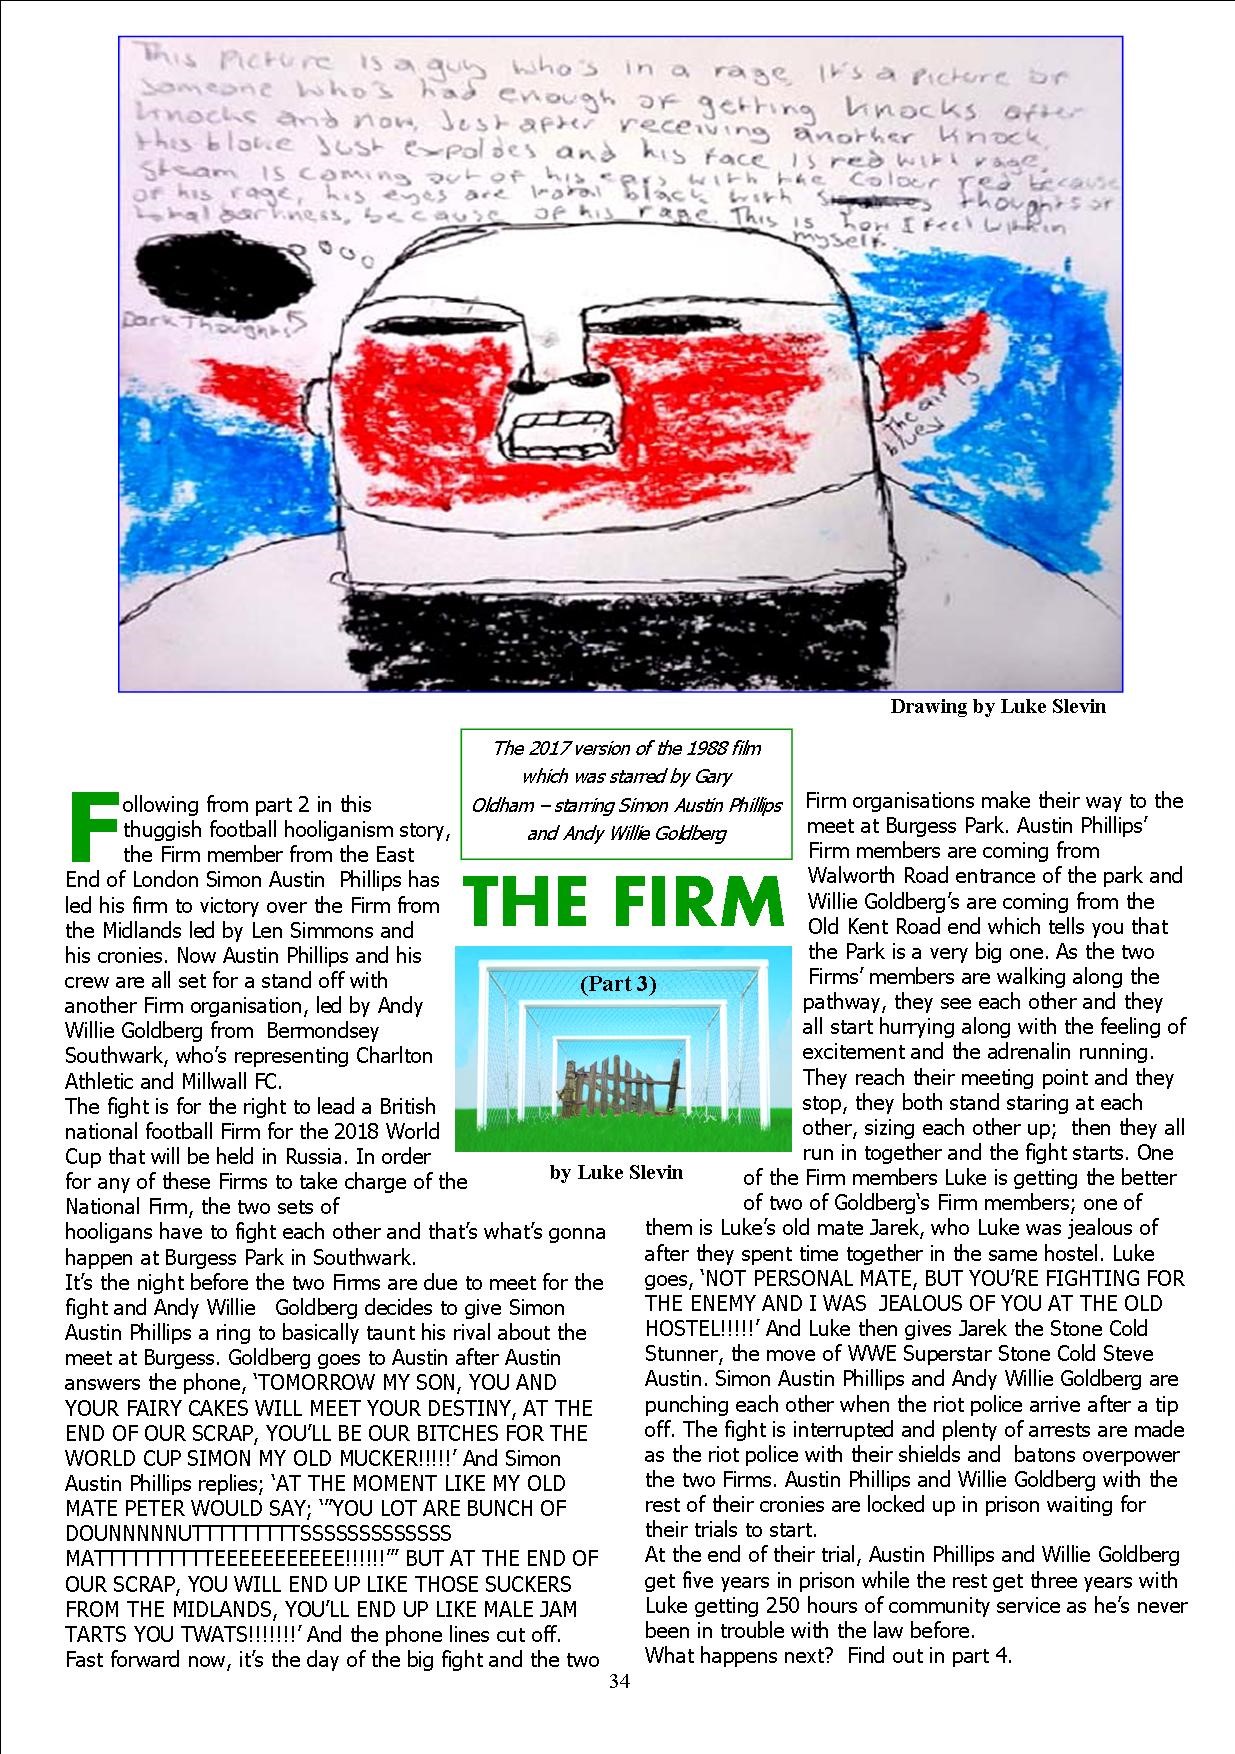 This picture is a guy who's in a rage, it's a picture of
someone who's had enough of getting knocks after
knocks and now, Just after receiving another knock,
this bloke Just expoldes and his face is red with rage,
Steam is coming out of his ears with the colour red because
of his rage, his eyes are total black with thoughts of
total darkness, because of his rage. This is how I feel within
myself.
Dark Thoughts
The air is
blue
Drawing by Luke Slevin
The 2017 version of the 1988 film
which was starred by Gary
Oldham – starring Simon Austin Phillips
and Andy Willie Goldberg
THE FIRM
(Part 3)
by Luke Slevin
Following from part 2 in this
thuggish football hooliganism story,
the Firm member from the East
End of London Simon Austin Phillips has
led his firm to victory over the Firm from
the Midlands led by Len Simmons and
his cronies. Now Austin Phillips and his
crew are all set for a stand off with
another Firm organisation, led by Andy
Willie Goldberg from Bermondsey
Southwark, who's representing Charlton
Athletic and Millwall FC.
The fight is for the right to lead a British
national football Firm for the 2018 World
Cup that will be held in Russia. In order
for any of these Firms to take charge of the
National Firm, the two sets of
hooligans have to fight each other and that's what's gonna
happen at Burgess Park in Southwark.
It's the night before the two Firms are due to meet for the
fight and Andy Willie Goldberg decides to give Simon
Austin Phillips a ring to basically taunt his rival about the
meet at Burgess. Goldberg goes to Austin after Austin
answers the phone, 'TOMORROW MY SON, YOU AND
YOUR FAIRY CAKES WILL MEET YOUR DESTINY, AT THE
END OF OUR SCRAP, YOU'LL BE OUR BITCHES FOR THE
WORLD CUP SIMON MY OLD MUCKER!!!!!' And Simon
Austin Phillips replies; 'AT THE MOMENT LIKE MY OLD
MATE PETER WOULD SAY; '"YOU LOT ARE BUNCH OF
DOUNNNNNUTTTTTTTTTSSSSSSSSSSSSS
MATTTTTTTTTTEEEEEEEEEEE!!!!!!"' BUT AT THE END OF
OUR SCRAP, YOU WILL END UP LIKE THOSE SUCKERS
FROM THE MIDLANDS, YOU'LL END UP LIKE MALE JAM
TARTS YOU TWATS!!!!!!!' And the phone lines cut off.
Fast forward now, it's the day of the big fight and the two
Firm organisations make their way to the
meet at Burgess Park. Austin Phillips'
Firm members are coming from
Walworth Road entrance of the park and
Willie Goldberg's are coming from the
Old Kent Road end which tells you that
the Park is a very big one. As the two
Firms' members are walking along the
pathway, they see each other and they
all start hurrying along with the feeling of
excitement and the adrenalin running.
They reach their meeting point and they
stop, they both stand staring at each
other, sizing each other up; then they all
run in together and the fight starts. One
of the Firm members Luke is getting the better
of two of Goldberg's Firm members; one of
them is Luke's old mate Jarek, who Luke was jealous of
after they spent time together in the same hostel. Luke
goes, 'NOT PERSONAL MATE, BUT YOU'RE FIGHTING FOR
THE ENEMY AND I WAS JEALOUS OF YOU AT THE OLD
HOSTEL!!!!!' And Luke then gives Jarek the Stone Cold
Stunner, the move of WWE Superstar Stone Cold Steve
Austin. Simon Austin Phillips and Andy Willie Goldberg are
punching each other when the riot police arrive after a tip
off. The fight is interrupted and plenty of arrests are made
as the riot police with their shields and batons overpower
the two Firms. Austin Phillips and Willie Goldberg with the
rest of their cronies are locked up in prison waiting for
their trials to start.
At the end of their trial, Austin Phillips and Willie Goldberg
get five years in prison while the rest get three years with
Luke getting 250 hours of community service as he's never
been in trouble with the law before.
What happens next? Find out in part 4.
34